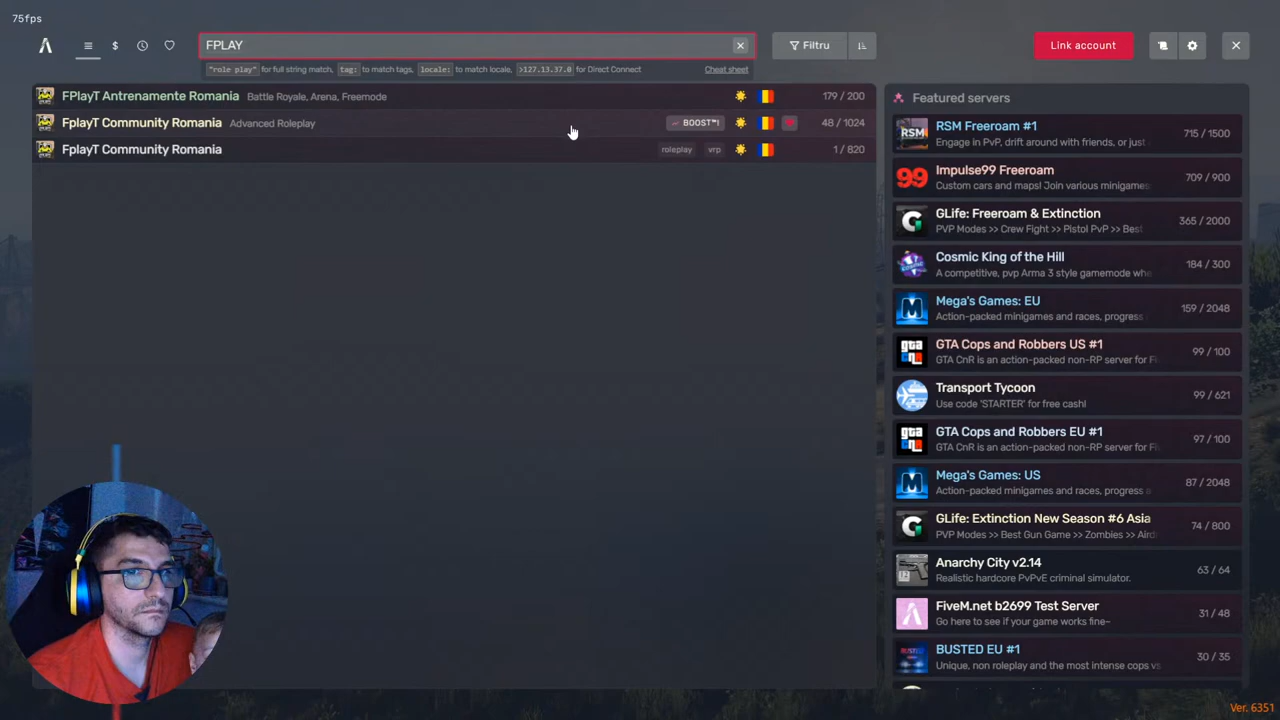 75fps
$
FPLAY
Filtru
Link account
"role play" for full string match, tag: to match tags, locale: to match locale, >127.13.37.0 for Direct Connect
Cheat sheet
FPlayT Antrenamente Romania Battle Royale, Arena, Freemode 179 / 200
FplayT Community Romania Advanced Roleplay BOOST™! 48 / 1024
FplayT Community Romania roleplay vrp 1 / 820
Featured servers
RSM
RSM Freeroam #1
Engage in PvP, drift around with friends, or just
715 / 1500
99
Impulse99 Freeroam
Custom cars and maps! Join various minigames
709 / 900
GLife: Freeroam & Extinction
PVP Modes >> Crew Fight >> Pistol PvP >> Best
365 / 2000
Cosmic King of the Hill
A competitive, pvp Arma 3 style gamemode whe
184 / 300
Mega's Games: EU
Action-packed minigames and races, progress
159 / 2048
GTA Cops and Robbers US #1
GTA CnR is an action-packed non-RP server for Fi
99 / 100
Transport Tycoon
Use code 'STARTER' for free cash!
99 / 621
GTA Cops and Robbers EU #1
GTA CnR is an action-packed non-RP server for Fi
97 / 100
Mega's Games: US
Action-packed minigames and races, progress
87 / 2048
GLife: Extinction New Season #6 Asia
PVP Modes >> Best Gun Game >> Zombies >> Aird
74 / 800
Anarchy City v2.14
Realistic hardcore PvPvE criminal simulator.
63 / 64
FiveM.net b2699 Test Server
Go here to see if your game works fine~
31 / 48
BUSTED EU #1
Unique, non roleplay and the most intense cops vs
30 / 35
Ver. 6351